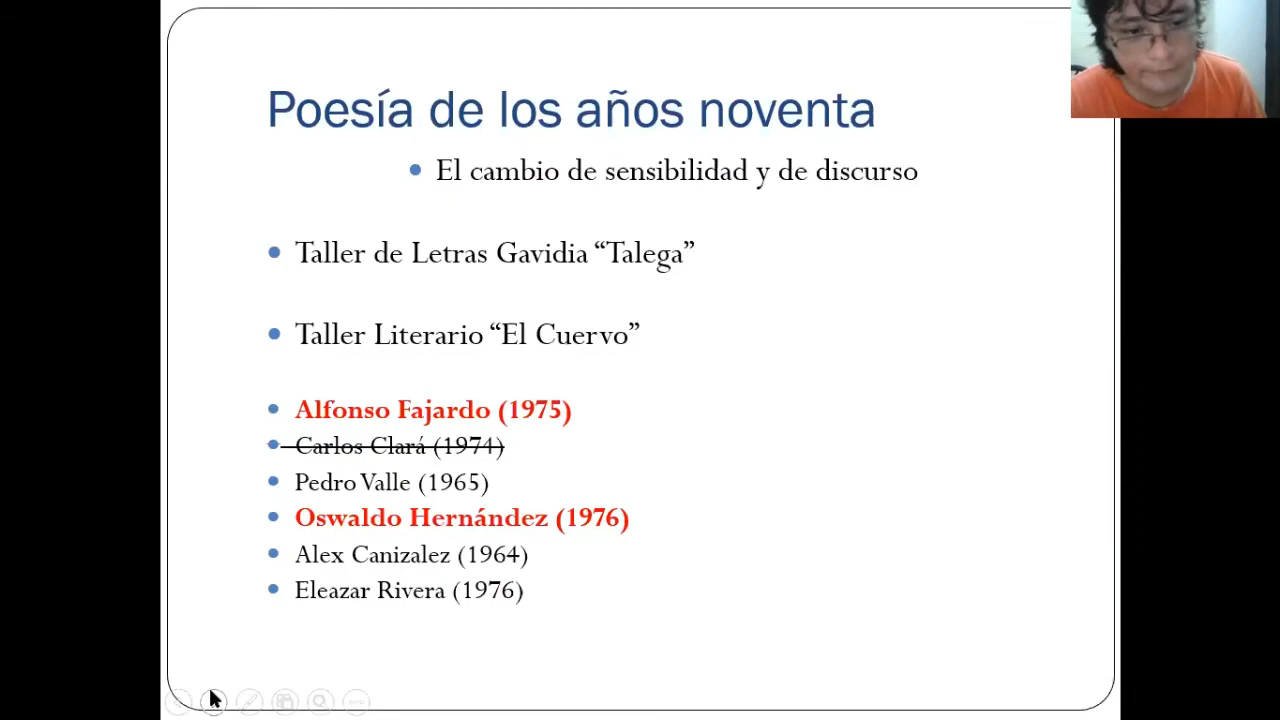 Poesía de los años noventa
El cambio de sensibilidad y de discurso
Taller de Letras Gavidia “Talega”
Taller Literario “El Cuervo”
Alfonso Fajardo (1975)
Carlos Clará (1974)
Pedro Valle (1965)
Oswaldo Hernández (1976)
Alex Canizalez (1964)
Eleazar Rivera (1976)